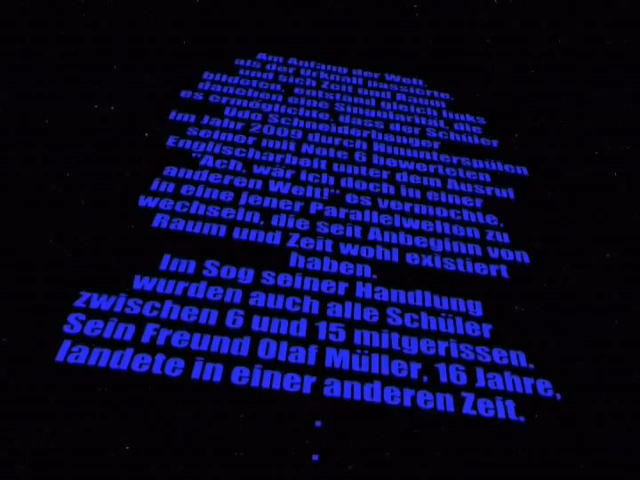 Am Anfang der Welt,
als der Urknall passierte,
und sich Zeit und Raum
bildeten, entstand gleich links
daneben eine Singularität, die
es ermöglichte, dass der Schüler
Udo Schneiderhauger
im Jahr 2009 durch Hinunterspülen
seiner mit Note 6 bewerteten
Englischarbeit unter dem Ausruf
"Ach, wär ich doch in einer
anderen Welt!" es vermochte,
in eine jener Parallelwelten zu
wechseln, die seit Anbeginn von
Raum und Zeit wohl existiert
haben.
Im Sog seiner Handlung
wurden auch alle Schüler
zwischen 6 und 15 mitgerissen.
Sein Freund Olaf Müller, 16 Jahre,
landete in einer anderen Zeit.
.
.